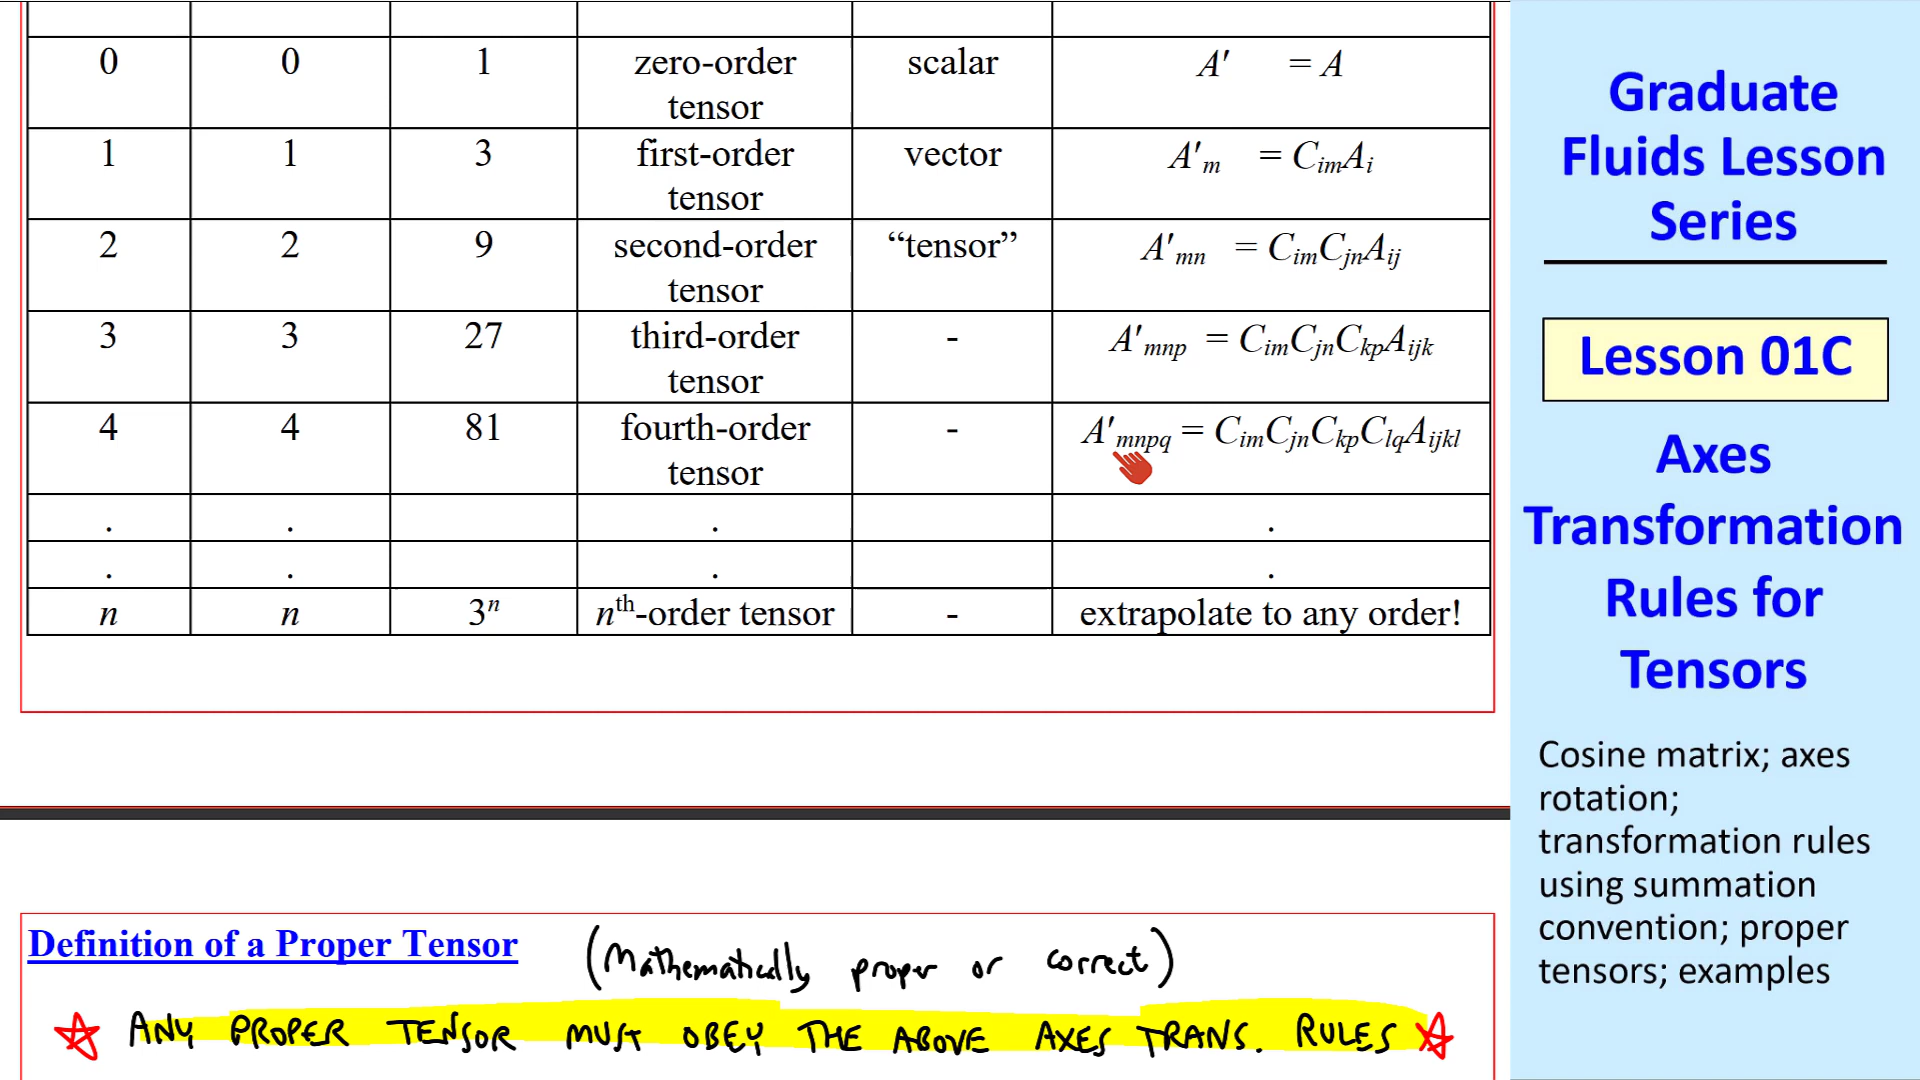 0 0 1 zero-order tensor scalar A′ = A
1 1 3 first-order tensor vector A′m = CimAi
2 2 9 second-order tensor “tensor” A′mn = CimCjnAij
3 3 27 third-order tensor - A′mnp = CimCjnCkpAijk
4 4 81 fourth-order tensor - A′mnpq = CimCjnCkpClqAijkl
. . . .
. . . .
n n 3ⁿ nth-order tensor - extrapolate to any order!
Definition of a Proper Tensor (Mathematically proper or correct)
ANY PROPER TENSOR MUST OBEY THE ABOVE AXES TRANS. RULES
Graduate
Fluids Lesson
Series
Lesson 01C
Axes
Transformation
Rules for
Tensors
Cosine matrix; axes
rotation;
transformation rules
using summation
convention; proper
tensors; examples